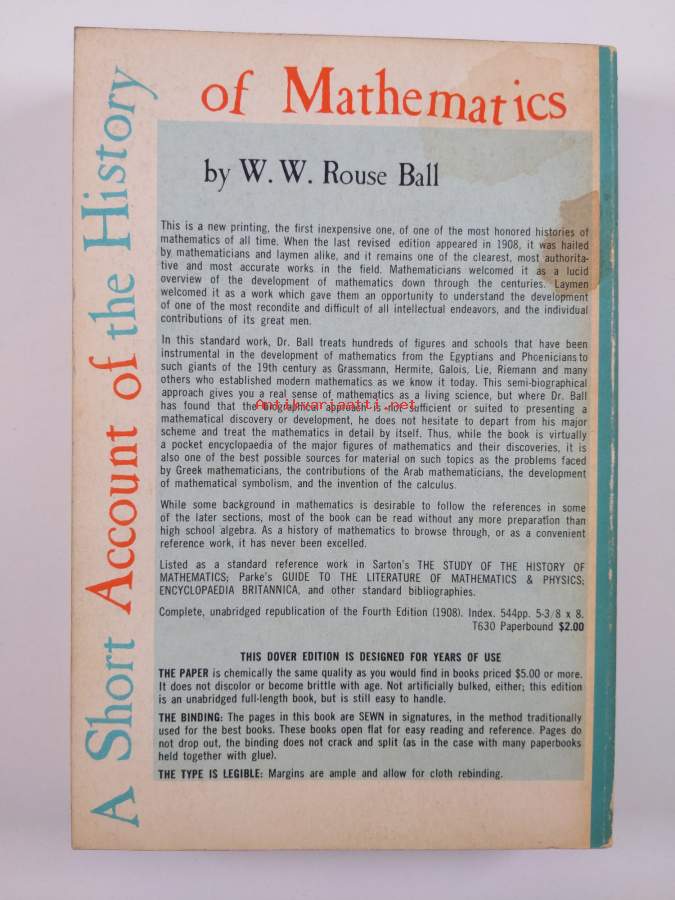 A Short Account of the History
of Mathematics
by W. W. Rouse Ball
This is a new printing, the first inexpensive one, of one of the most honored histories of
mathematics of all time. When the last revised edition appeared in 1908, it was hailed
by mathematicians and laymen alike, and it remains one of the clearest, most authorita-
tive and most accurate works in the field. Mathematicians welcomed it as a lucid
overview of the development of mathematics down through the centuries. Laymen
welcomed it as a work which gave them an opportunity to understand the development
of one of the most recondite and difficult of all intellectual endeavors, and the individual
contributions of its great men.
In this standard work, Dr. Ball treats hundreds of figures and schools that have been
instrumental in the development of mathematics from the Egyptians and Phoenicians to
such giants of the 19th century as Grassmann, Hermite, Galois, Lie, Riemann and many
others who established modern mathematics as we know it today. This semi-biographical
approach gives you a real sense of mathematics as a living science, but where Dr. Ball
has found that the biographical approach is not sufficient or suited to presenting a
Antikvariaatti.net
mathematical discovery or development, he does not hesitate to depart from his major
scheme and treat the mathematics in detail by itself. Thus, while the book is virtually
a pocket encyclopaedia of the major figures of mathematics and their discoveries, it is
also one of the best possible sources for material on such topics as the problems faced
by Greek mathematicians, the contributions of the Arab mathematicians, the development
of mathematical symbolism, and the invention of the calculus.
While some background in mathematics is desirable to follow the references in some
of the later sections, most of the book can be read without any more preparation than
high school algebra. As a history of mathematics to browse through, or as a convenient
reference work, it has never been excelled.
Listed as a standard reference work in Sarton's THE STUDY OF THE HISTORY OF
MATHEMATICS; Parke's GUIDE TO THE LITERATURE OF MATHEMATICS & PHYSICS;
ENCYCLOPAEDIA BRITANNICA, and other standard bibliographies.
Complete, unabridged republication of the Fourth Edition (1908). Index. 544pp. 5-3/8 x 8.
T630 Paperbound $2.00
THIS DOVER EDITION IS DESIGNED FOR YEARS OF USE
THE PAPER is chemically the same quality as you would find in books priced $5.00 or more.
It does not discolor or become brittle with age. Not artificially bulked, either; this edition
is an unabridged full-length book, but is still easy to handle.
THE BINDING: The pages in this book are SEWN in signatures, in the method traditionally
used for the best books. These books open flat for easy reading and reference. Pages do
not drop out, the binding does not crack and split (as in the case with many paperbooks
held together with glue).
THE TYPE IS LEGIBLE: Margins are ample and allow for cloth rebinding.